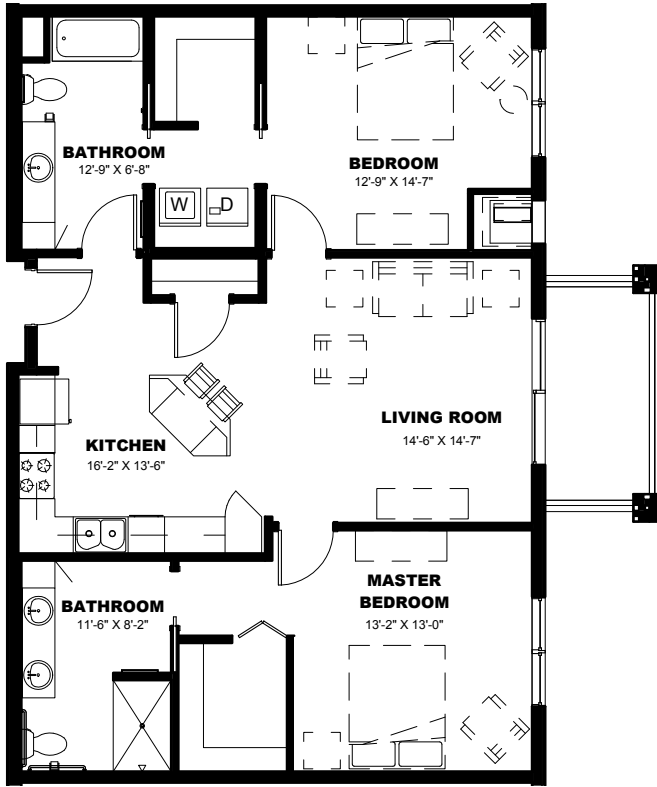 BATHROOM
12'-9" X 6'-8"
BEDROOM
12'-9" X 14'-7"
W
D
LIVING ROOM
14'-6" X 14'-7"
KITCHEN
16'-2" X 13'-6"
MASTER
BEDROOM
13'-2" X 13'-0"
BATHROOM
11'-6" X 8'-2"